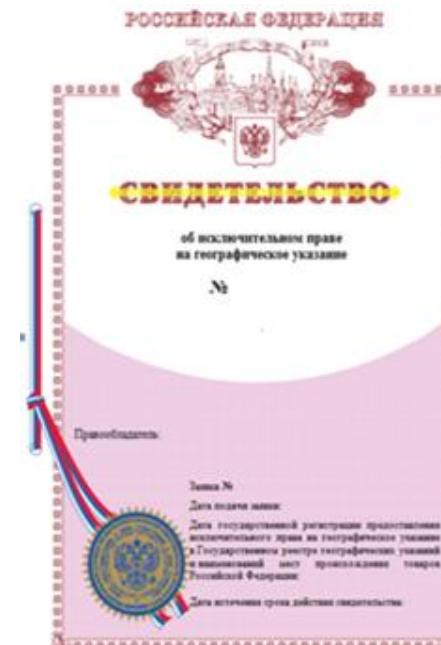 РОССИЙСКАЯ ФЕДЕРАЦИЯ
СВИДЕТЕЛЬСТВО
об исключительном праве
на географическое указание
№
Правообладатель:
Заявка №
Дата подачи заявки:
Дата государственной регистрации предоставления
исключительного права на географическое указание
в Государственном реестре географических указаний
и наименований мест происхождения товаров
Российской Федерации:
Дата истечения срока действия свидетельства: